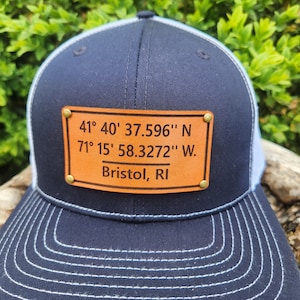 41° 40' 37.596'' N
71° 15' 58.3272'' W.
Bristol, RI